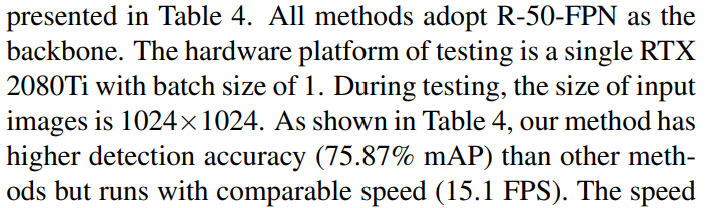 presented in Table 4. All methods adopt R-50-FPN as the
backbone. The hardware platform of testing is a single RTX
2080Ti with batch size of 1. During testing, the size of input
images is 1024×1024. As shown in Table 4, our method has
higher detection accuracy (75.87% mAP) than other meth-
ods but runs with comparable speed (15.1 FPS). The speed